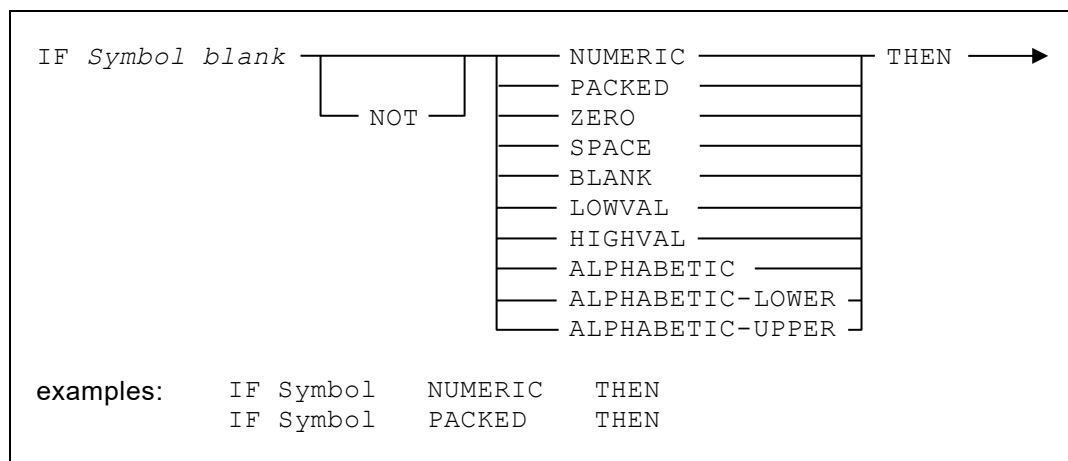 IF Symbol blank NUMERIC THEN
PACKED
NOT ZERO
SPACE
BLANK
LOWVAL
HIGHVAL
ALPHABETIC
ALPHABETIC-LOWER
ALPHABETIC-UPPER
examples: IF Symbol NUMERIC THEN
IF Symbol PACKED THEN